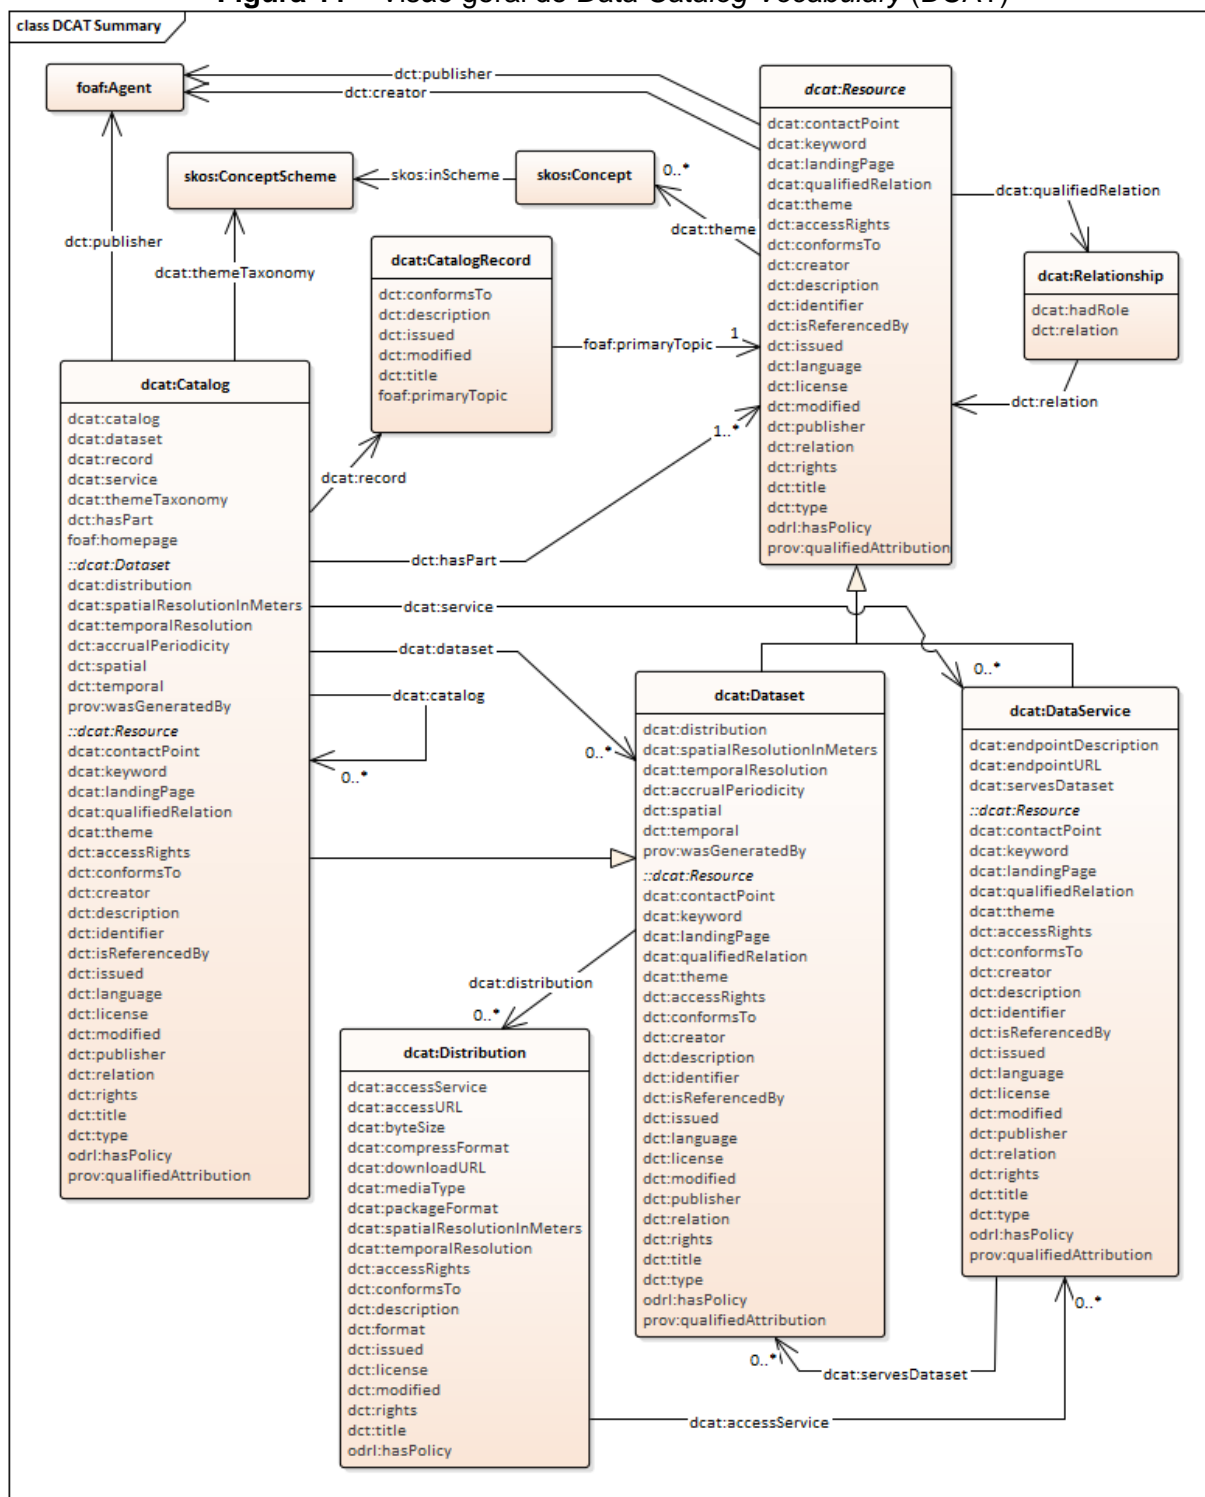 Figura 11 – Visão geral do Data Catalog Vocabulary (DCAT)
class DCAT Summary
foaf:Agent
dct:publisher
dct:creator
dcat:Resource
dcat:contactPoint
dcat:keyword
dcat:landingPage
dcat:qualifiedRelation
dcat:theme
dct:accessRights
dct:conformsTo
dct:creator
dct:description
dct:identifier
dct:isReferencedBy
dct:issued
dct:language
dct:license
dct:modified
dct:publisher
dct:relation
dct:rights
dct:title
dct:type
odrl:hasPolicy
prov:qualifiedAttribution
skos:ConceptScheme
skos:inScheme
skos:Concept
0..*
dcat:theme
dcat:qualifiedRelation
dct:publisher
dcat:themeTaxonomy
dcat:CatalogRecord
dct:conformsTo
dct:description
dct:issued
dct:modified
dct:title
foaf:primaryTopic
foaf:primaryTopic
1
dcat:Relationship
dcat:hadRole
dct:relation
dct:relation
dcat:Catalog
dcat:catalog
dcat:dataset
dcat:record
dcat:service
dcat:themeTaxonomy
dct:hasPart
foaf:homepage
::dcat:Dataset
dcat:distribution
dcat:spatialResolutionInMeters
dcat:temporalResolution
dct:accrualPeriodicity
dct:spatial
dct:temporal
prov:wasGeneratedBy
::dcat:Resource
dcat:contactPoint
dcat:keyword
dcat:landingPage
dcat:qualifiedRelation
dcat:theme
dct:accessRights
dct:conformsTo
dct:creator
dct:description
dct:identifier
dct:isReferencedBy
dct:issued
dct:language
dct:license
dct:modified
dct:publisher
dct:relation
dct:rights
dct:title
dct:type
odrl:hasPolicy
prov:qualifiedAttribution
dcat:record
1..*
dct:hasPart
dcat:service
0..*
dcat:dataset
0..*
dcat:catalog
0..*
dcat:Dataset
dcat:distribution
dcat:spatialResolutionInMeters
dcat:temporalResolution
dct:accrualPeriodicity
dct:spatial
dct:temporal
prov:wasGeneratedBy
::dcat:Resource
dcat:contactPoint
dcat:keyword
dcat:landingPage
dcat:qualifiedRelation
dcat:theme
dct:accessRights
dct:conformsTo
dct:creator
dct:description
dct:identifier
dct:isReferencedBy
dct:issued
dct:language
dct:license
dct:modified
dct:publisher
dct:relation
dct:rights
dct:title
dct:type
odrl:hasPolicy
prov:qualifiedAttribution
dcat:DataService
dcat:endpointDescription
dcat:endpointURL
dcat:servesDataset
::dcat:Resource
dcat:contactPoint
dcat:keyword
dcat:landingPage
dcat:qualifiedRelation
dcat:theme
dct:accessRights
dct:conformsTo
dct:creator
dct:description
dct:identifier
dct:isReferencedBy
dct:issued
dct:language
dct:license
dct:modified
dct:publisher
dct:relation
dct:rights
dct:title
dct:type
odrl:hasPolicy
prov:qualifiedAttribution
dcat:distribution
0..*
dcat:Distribution
dcat:accessService
dcat:accessURL
dcat:byteSize
dcat:compressFormat
dcat:downloadURL
dcat:mediaType
dcat:packageFormat
dcat:spatialResolutionInMeters
dcat:temporalResolution
dct:accessRights
dct:conformsTo
dct:description
dct:format
dct:issued
dct:license
dct:modified
dct:rights
dct:title
odrl:hasPolicy
0..*
0..*
dcat:servesDataset
dcat:accessService